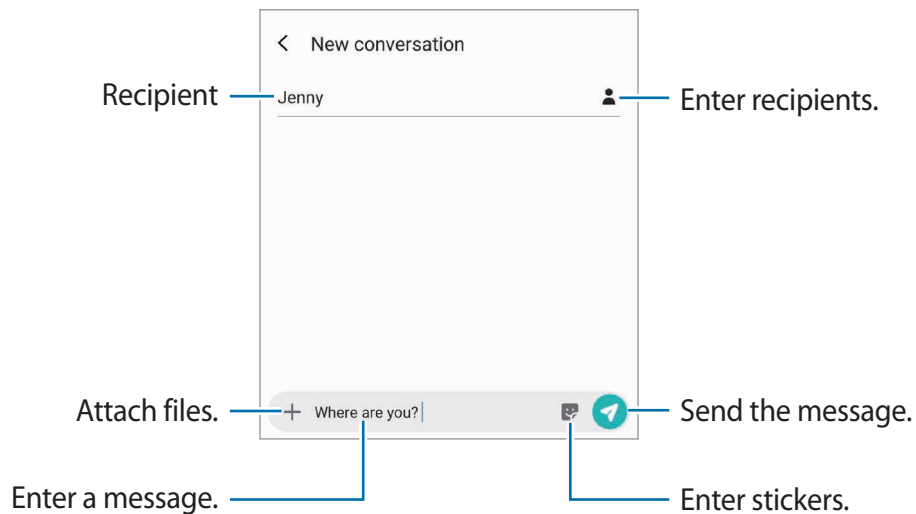 New conversation
Recipient
Jenny
Enter recipients.
Attach files.
Where are you?
Send the message.
Enter a message.
Enter stickers.